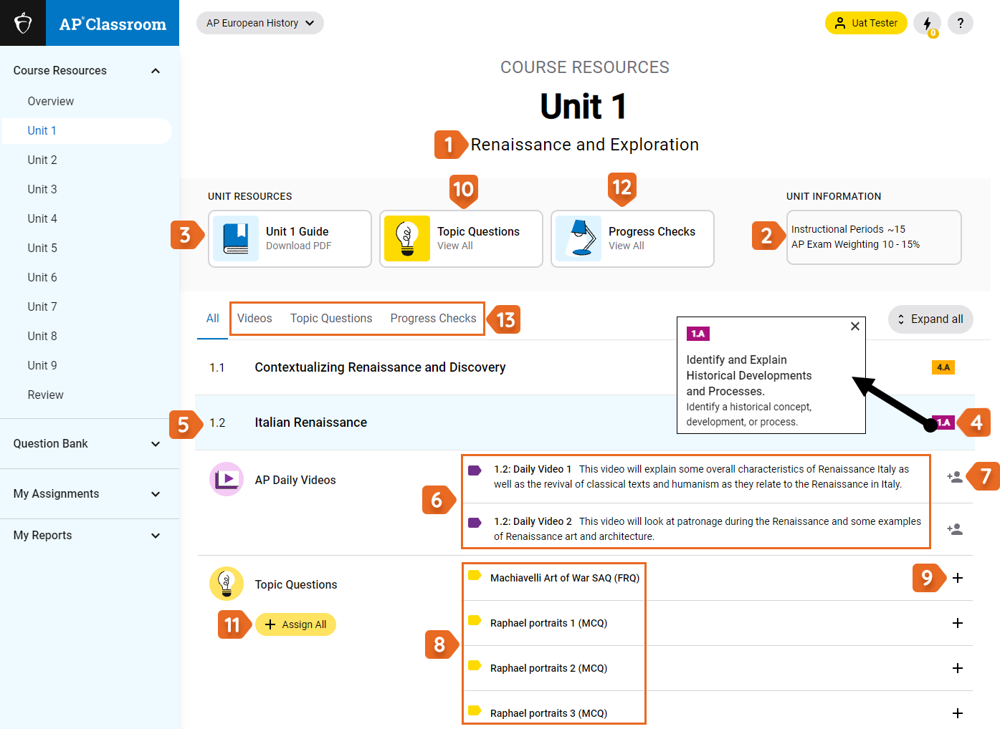 AP® Classroom
AP European History
Uat Tester
0
?
Course Resources
Overview
Unit 1
Unit 2
Unit 3
Unit 4
Unit 5
Unit 6
Unit 7
Unit 8
Unit 9
Review
Question Bank
My Assignments
My Reports
COURSE RESOURCES
Unit 1
1
Renaissance and Exploration
UNIT RESOURCES
10
12
UNIT INFORMATION
3
Unit 1 Guide
Download PDF
Topic Questions
View All
Progress Checks
View All
2
Instructional Periods ~15
AP Exam Weighting 10 - 15%
All
Videos
Topic Questions
Progress Checks
13
Expand all
1.A
Identify and Explain
Historical Developments
and Processes.
Identify a historical concept,
development, or process.
1.1
Contextualizing Renaissance and Discovery
4.A
5
1.2
Italian Renaissance
1.A
4
AP Daily Videos
6
1.2: Daily Video 1 This video will explain some overall characteristics of Renaissance Italy as
well as the revival of classical texts and humanism as they relate to the Renaissance in Italy.
7
1.2: Daily Video 2 This video will look at patronage during the Renaissance and some examples
of Renaissance art and architecture.
Topic Questions
11
Assign All
8
Machiavelli Art of War SAQ (FRQ)
9
Raphael portraits 1 (MCQ)
Raphael portraits 2 (MCQ)
Raphael portraits 3 (MCQ)